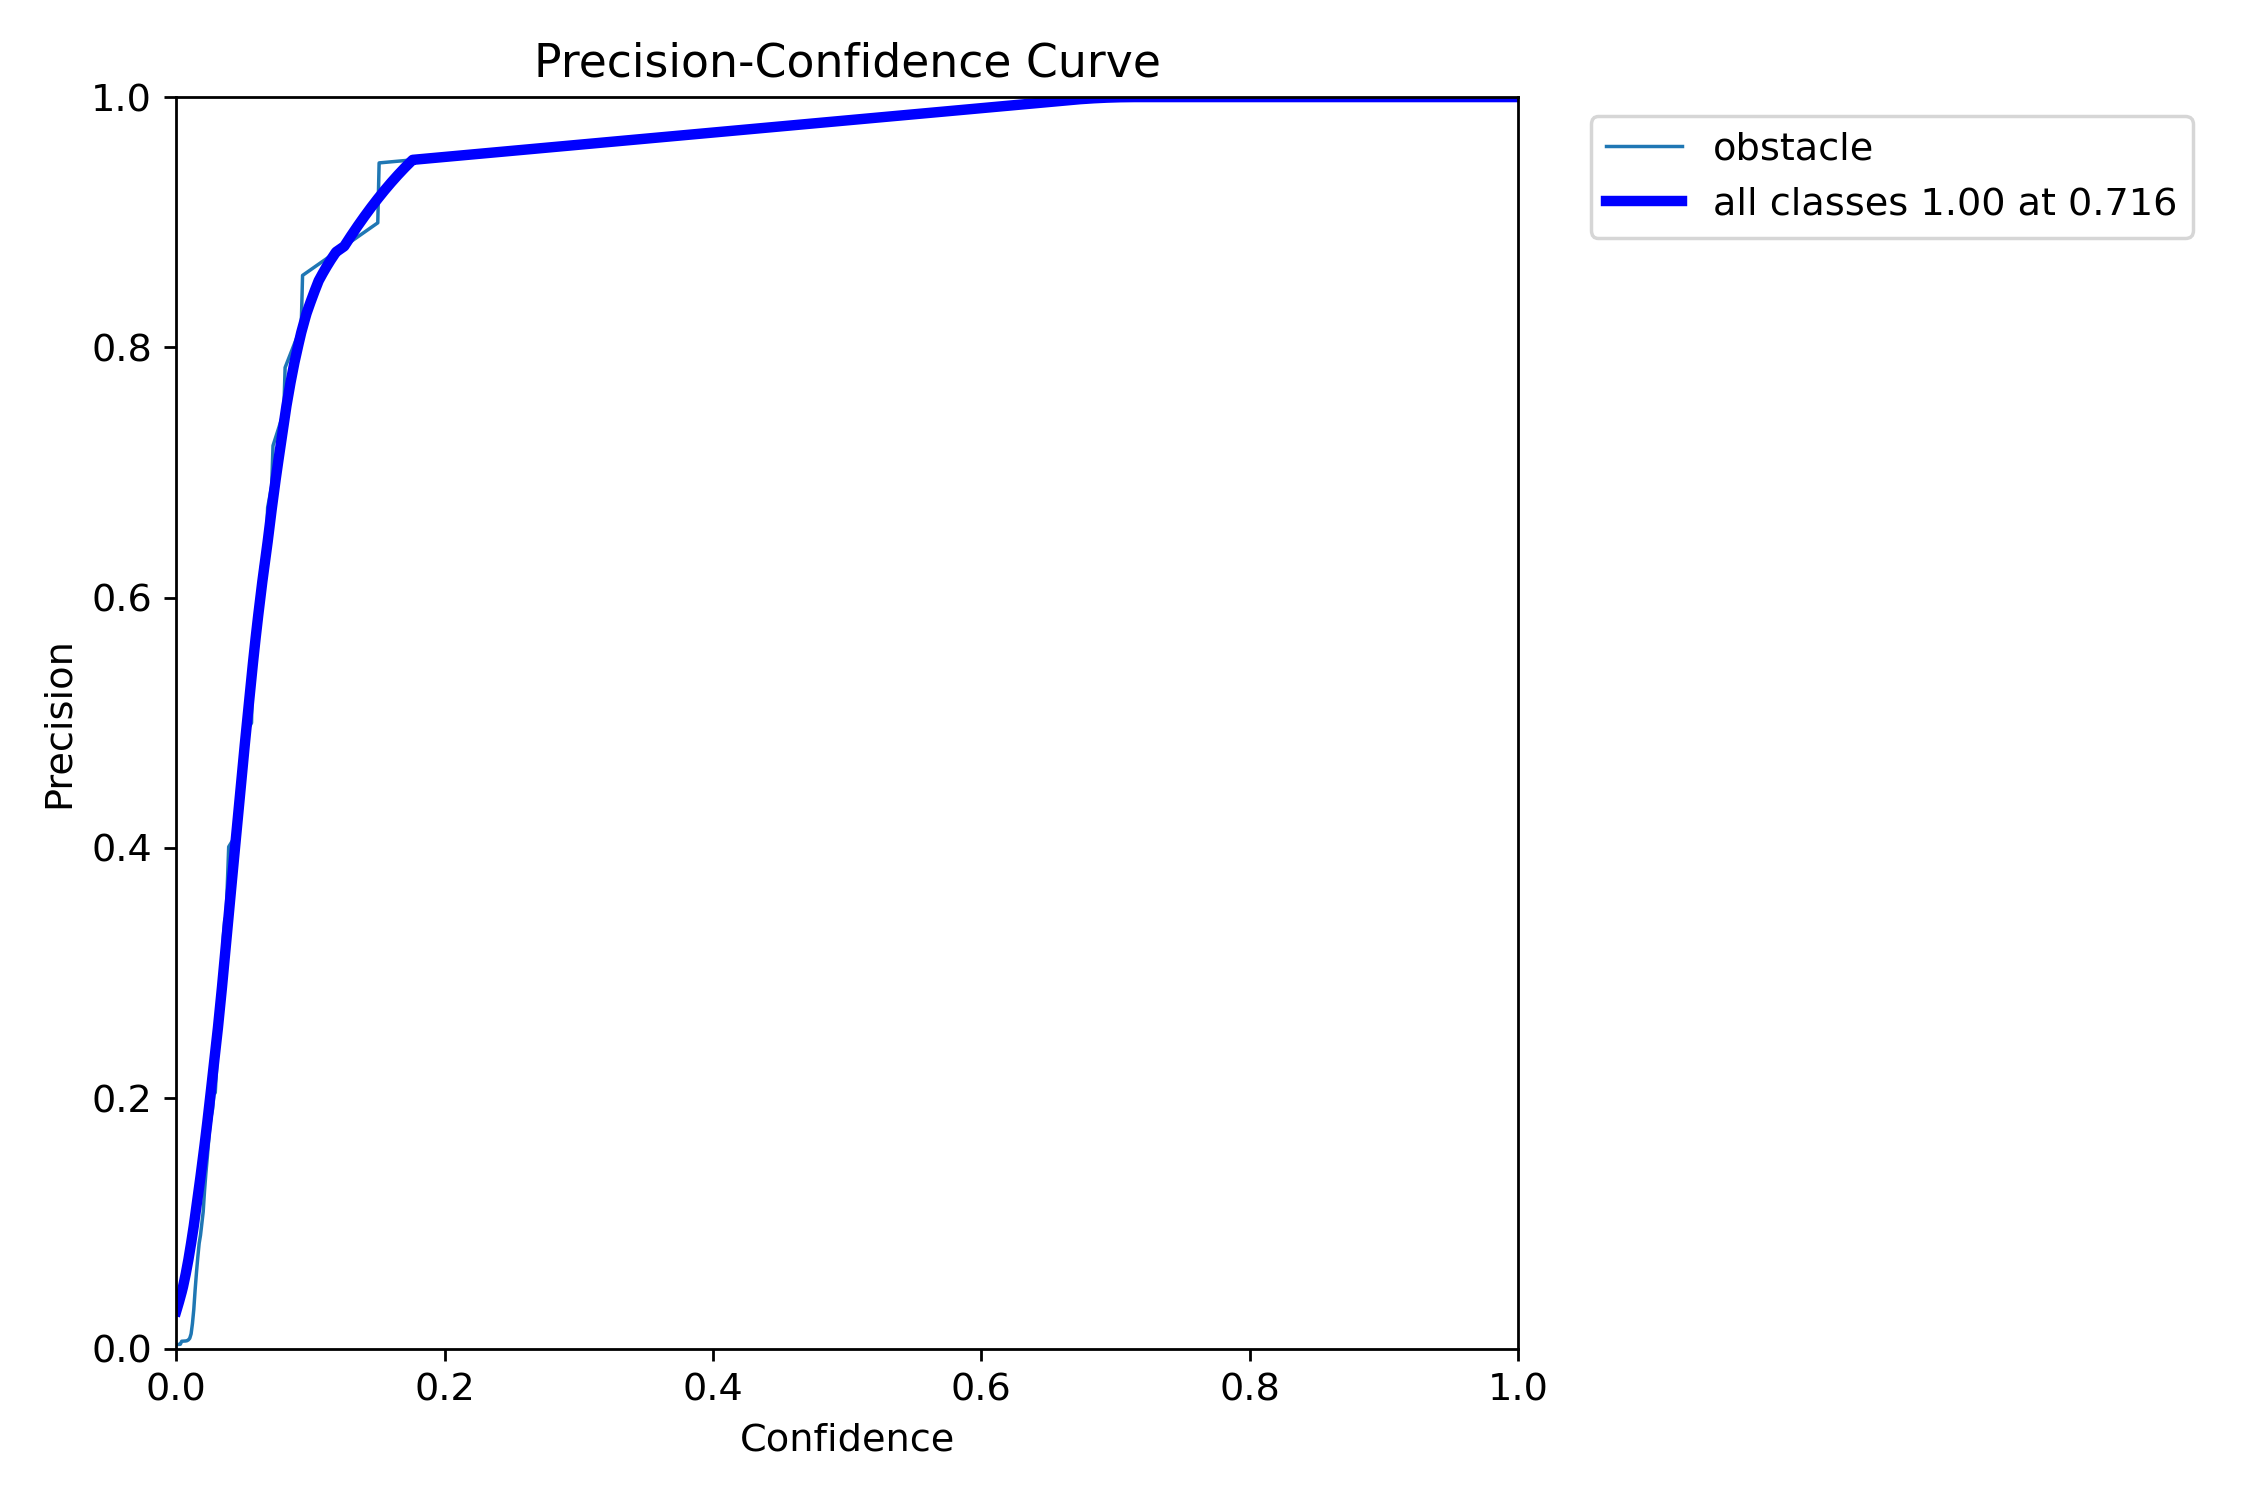 Precision-Confidence Curve
1.0
0.8
0.6
0.4
0.2
0.0
Precision
0.0 0.2 0.4 0.6 0.8 1.0
Confidence
obstacle
all classes 1.00 at 0.716